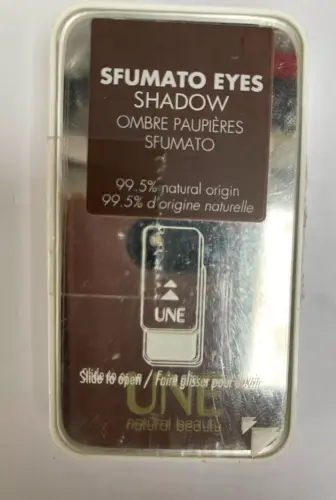 SFUMATO EYES
SHADOW
OMBRE PAUPIÈRES
SFUMATO
99.5% natural origin
99.5% d'origine naturelle
UNE
Slide to open / Faire glisser pour ouvrir
UNE
natural beauty